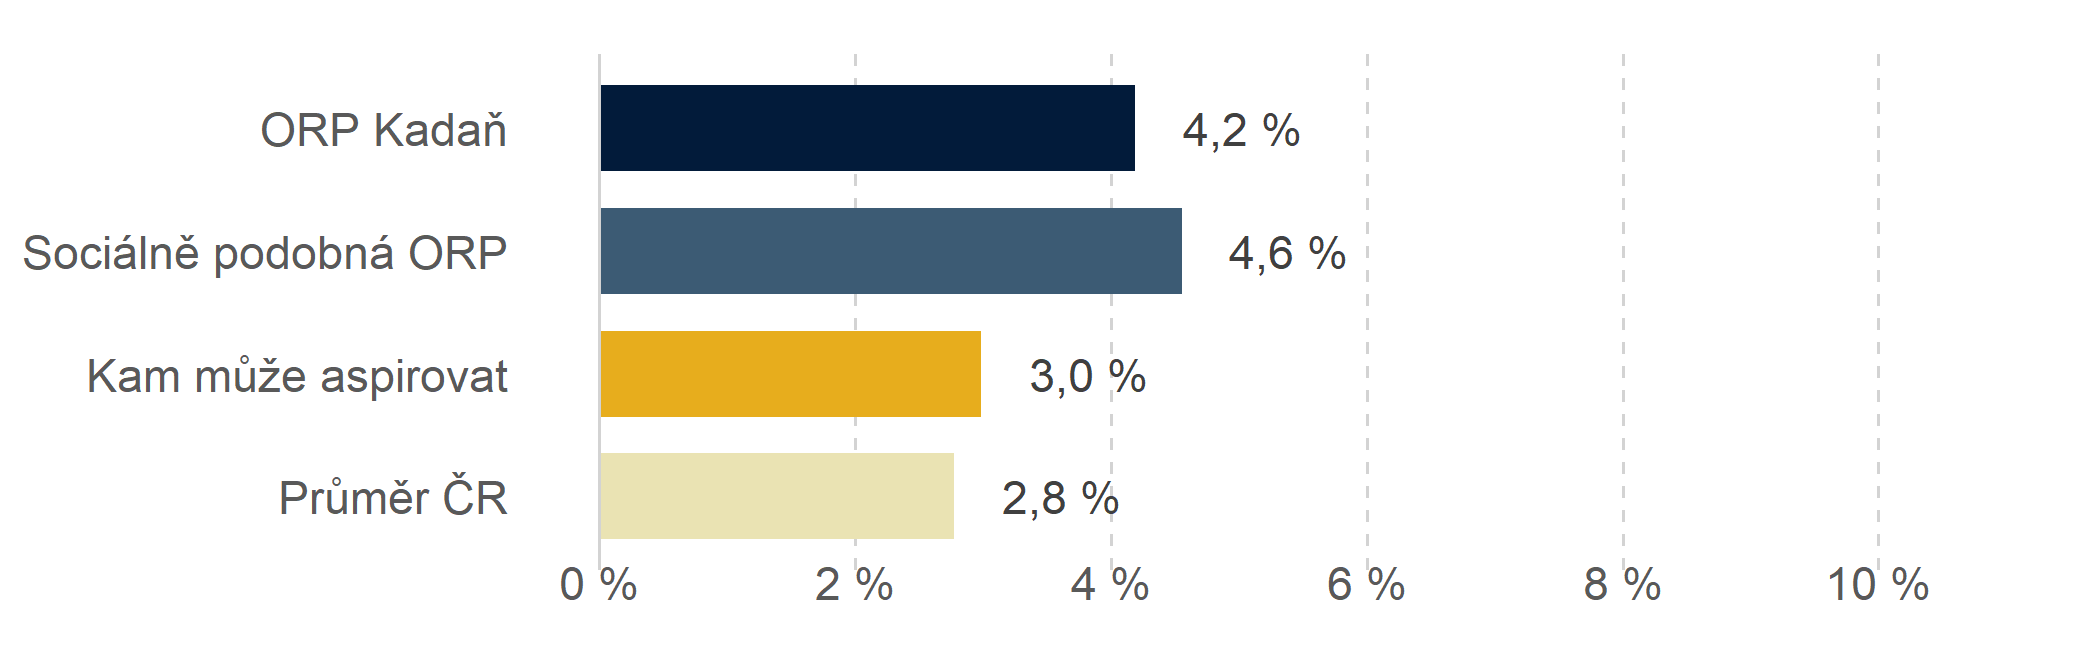 ORP Kadaň 4,2 %
Sociálně podobná ORP 4,6 %
Kam může aspirovat 3,0 %
Průměr ČR 2,8 %
0 % 2 % 4 % 6 % 8 % 10 %